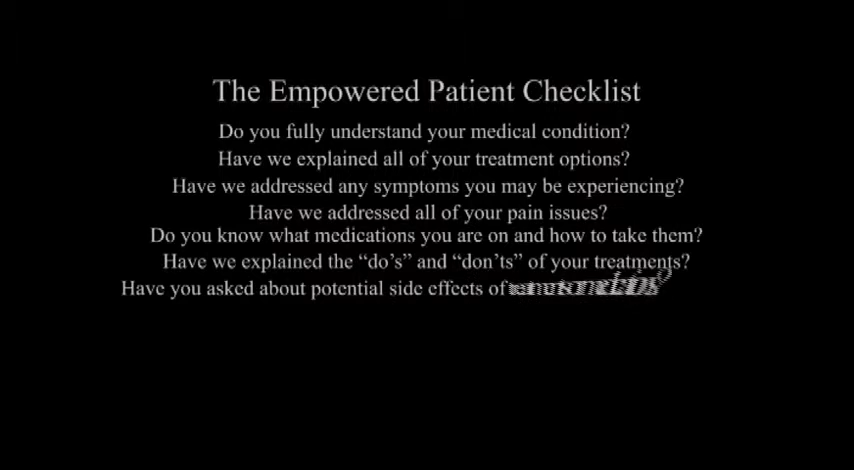 The Empowered Patient Checklist
Do you fully understand your medical condition?
Have we explained all of your treatment options?
Have we addressed any symptoms you may be experiencing?
Have we addressed all of your pain issues?
Do you know what medications you are on and how to take them?
Have we explained the “do’s” and “don’ts” of your treatments?
Have you asked about potential side effects of